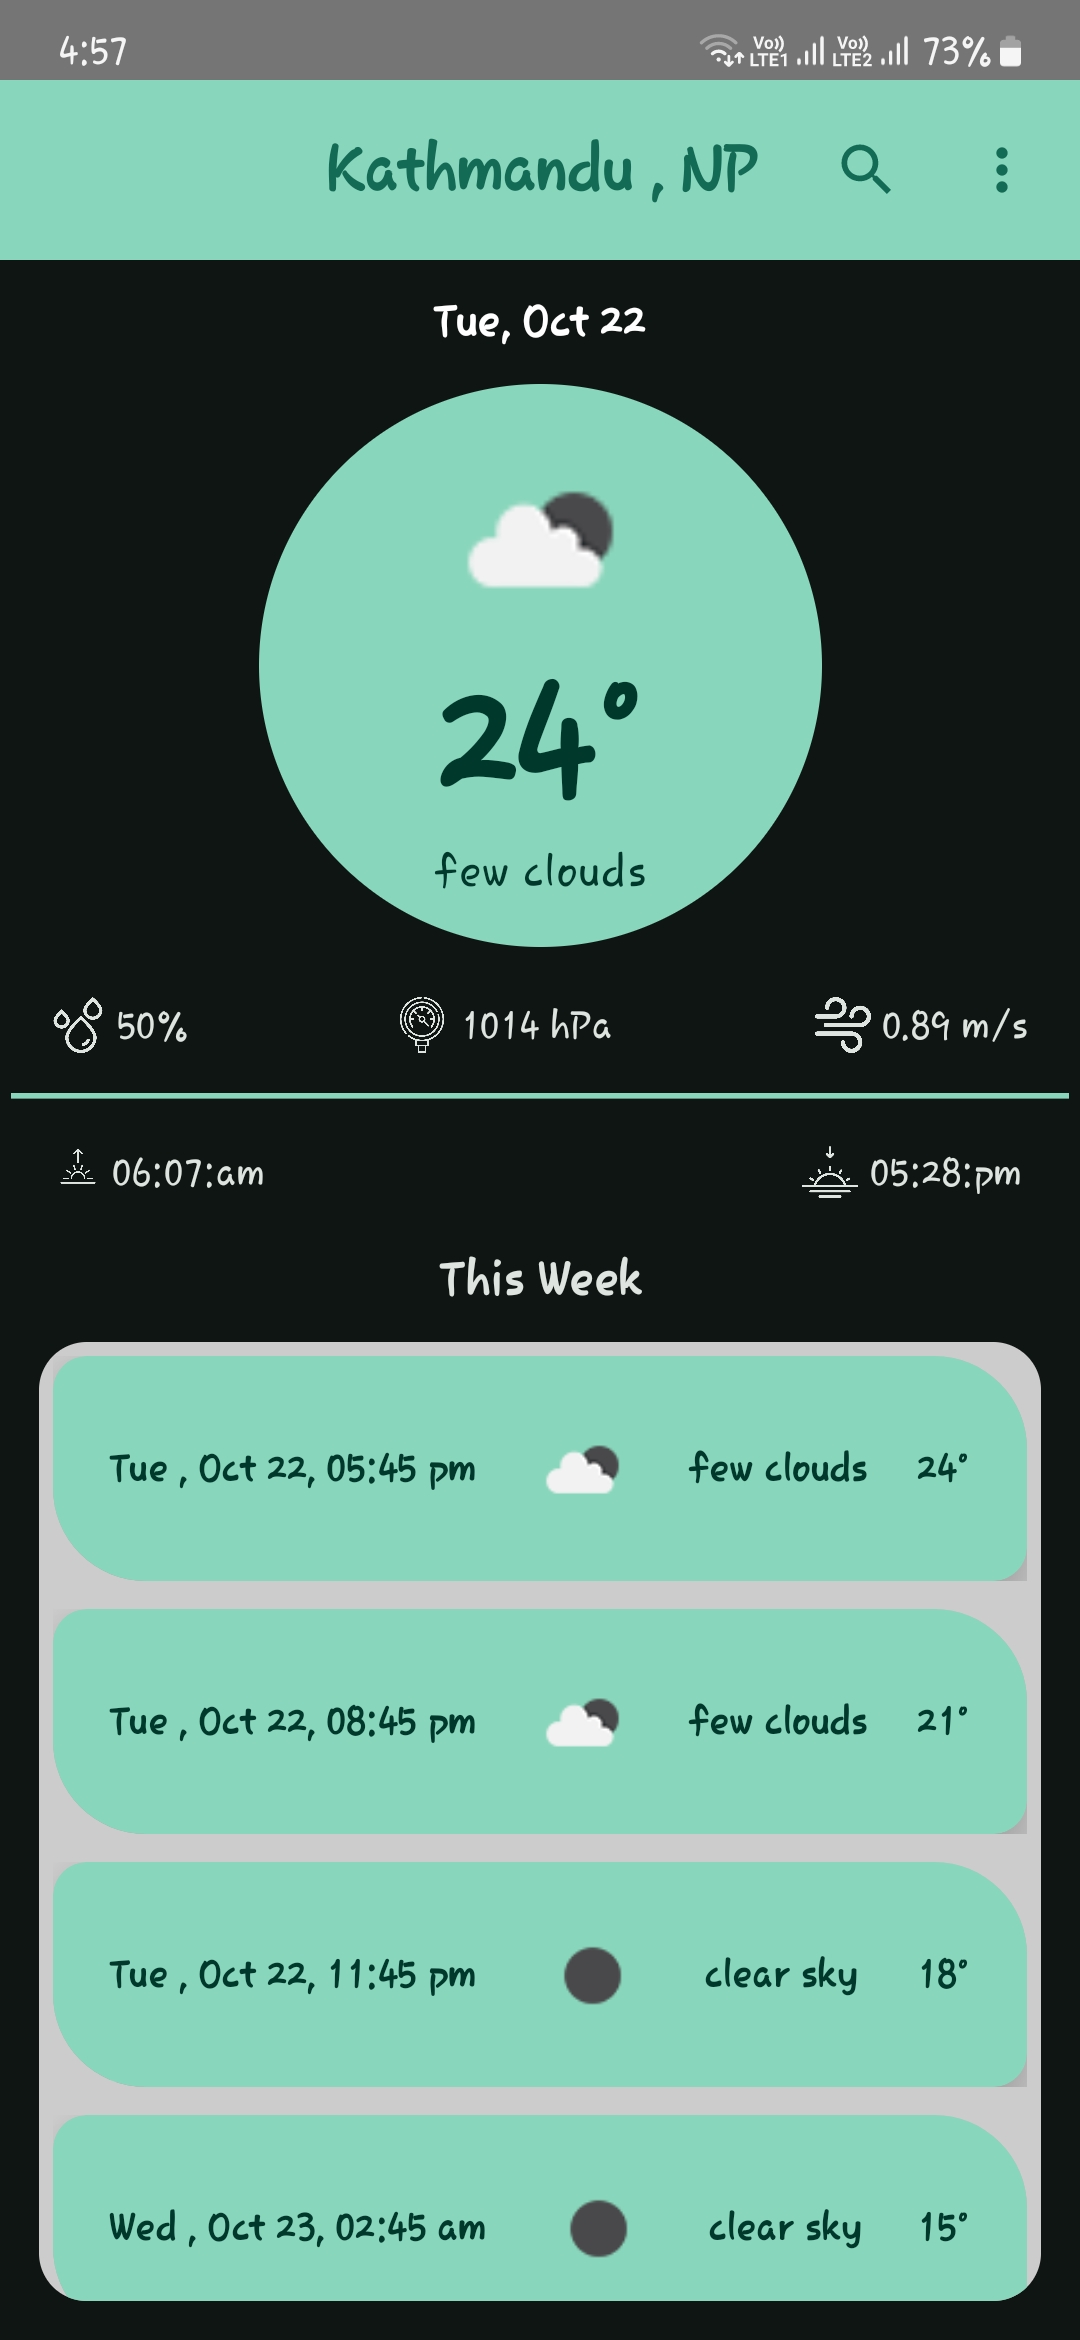 4:57 Vo)) LTE1 Vo)) LTE2 73%
Kathmandu , NP
Tue, Oct 22
24°
few clouds
50% 1014 hPa 0.89 m/s
06:07:am 05:28:pm
This Week
Tue , Oct 22, 05:45 pm few clouds 24°
Tue , Oct 22, 08:45 pm few clouds 21°
Tue , Oct 22, 11:45 pm clear sky 18°
Wed , Oct 23, 02:45 am clear sky 15°